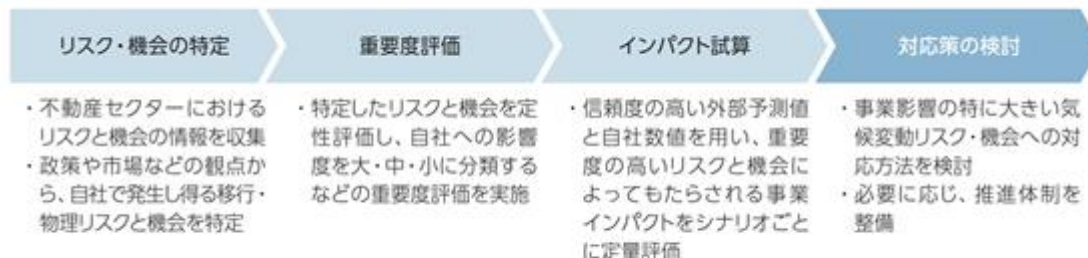 リスク・機会の特定
重要度評価
インパクト試算
対応策の検討
・不動産セクターにおける
リスクと機会の情報を収集
・政策や市場などの観点か
ら、自社で発生し得る移行・
物理リスクと機会を特定
・特定したリスクと機会を定
性評価し、自社への影響
度を大・中・小に分類する
などの重要度評価を実施
・信頼度の高い外部予測値
と自社数値を用い、重要
度の高いリスクと機会に
よってもたらされる事業
インパクトをシナリオごと
に定量評価
・事業影響の特に大きい気
候変動リスク・機会への対
応方法を検討
・必要に応じ、推進体制を
整備